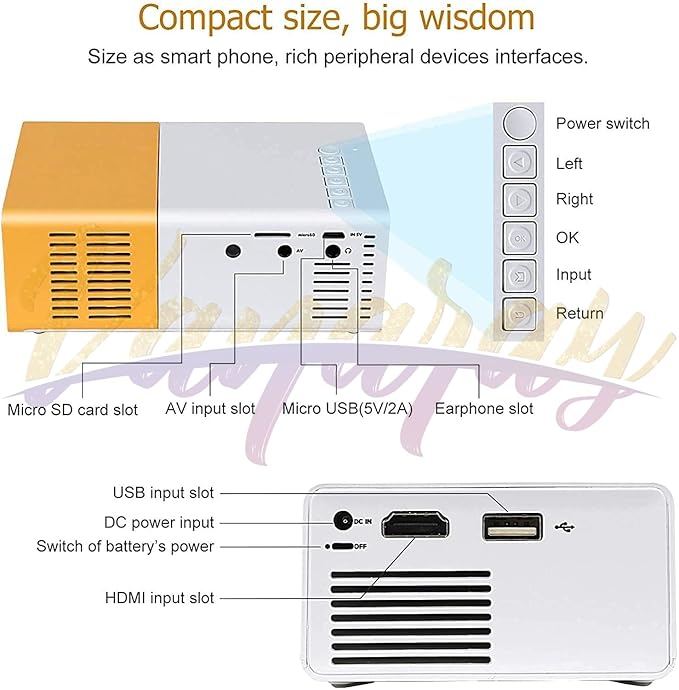 Compact size, big wisdom
Size as smart phone, rich peripheral devices interfaces.
Power switch
Left
Right
OK
OK
Input
Return
microSD
IN 5V
AV
Micro SD card slot
AV input slot
Micro USB(5V/2A)
Earphone slot
USB input slot
DC power input
DC IN
Switch of battery's power
OFF
HDMI input slot